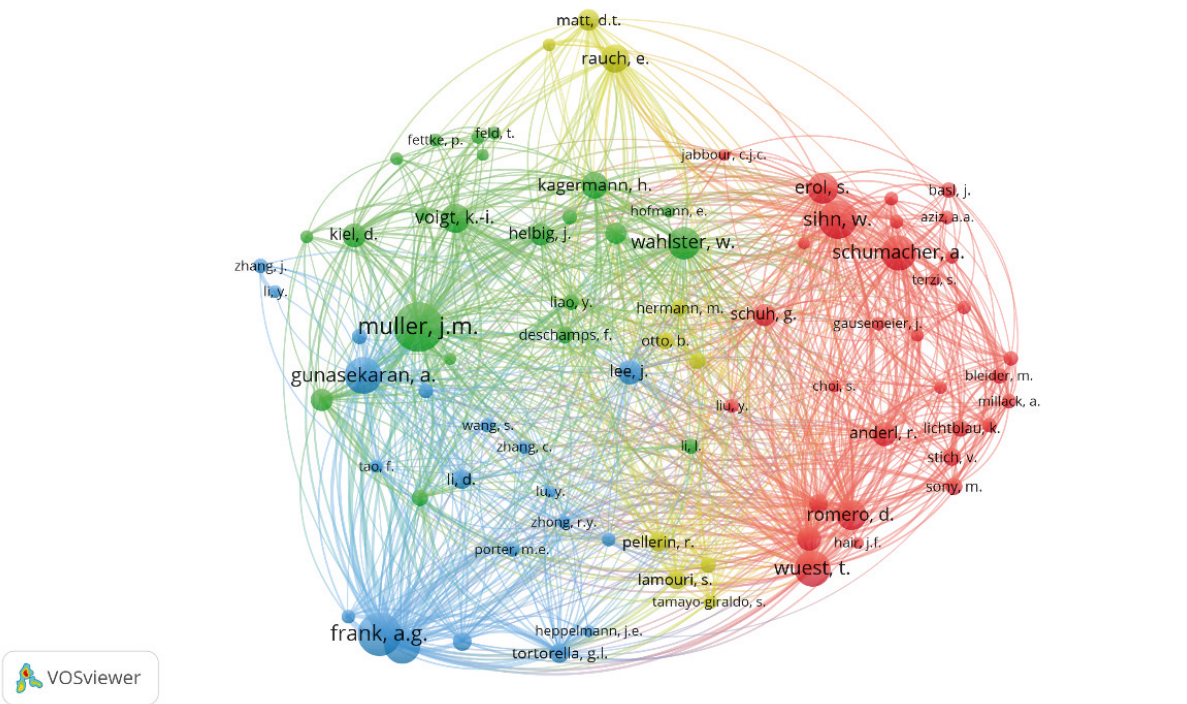 matt, d.t.
rauch, e.
feld, t.
fettke, p.
jabbour, c.j.c.
kagermann, h.
erol, s.
basl, j.
hofmann, e.
voigt, k.-i.
aziz, a.a.
sihn, w.
kiel, d.
helbig, j.
wahlster, w.
schumacher, a.
zhang, j.
terzi, s.
li, y.
liao, y.
hermann, m.
schuh, g.
gausemeier, j.
muller, j.m.
deschamps, f.
otto, b.
gunasekaran, a.
lee, j.
bleider, m.
choi, s.
millack, a.
liu, y.
wang, s.
anderl, r.
lichtblau, k.
zhang, c.
li, l.
stich, v.
tao, f.
li, d.
sony, m.
lu, y.
romero, d.
zhong, r.y.
pellerin, r.
hair, j.f.
porter, m.e.
wuest, t.
lamouri, s.
tamayo-giraldo, s.
frank, a.g.
heppelmann, j.e.
tortorella, g.l.
VOSviewer